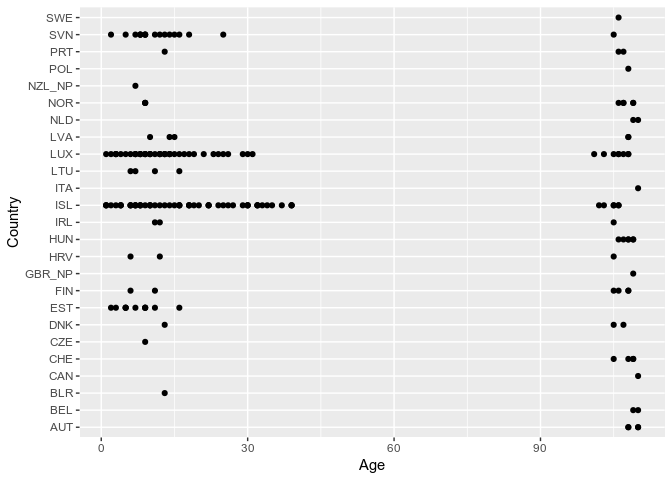 SWE
SVN
PRT
POL
NZL_NP
NOR
NLD
LVA
LUX
LTU
ITA
ISL
IRL
HUN
HRV
GBR_NP
FIN
EST
DNK
CZE
CHE
CAN
BLR
BEL
AUT
Country
0 30 60 90
Age